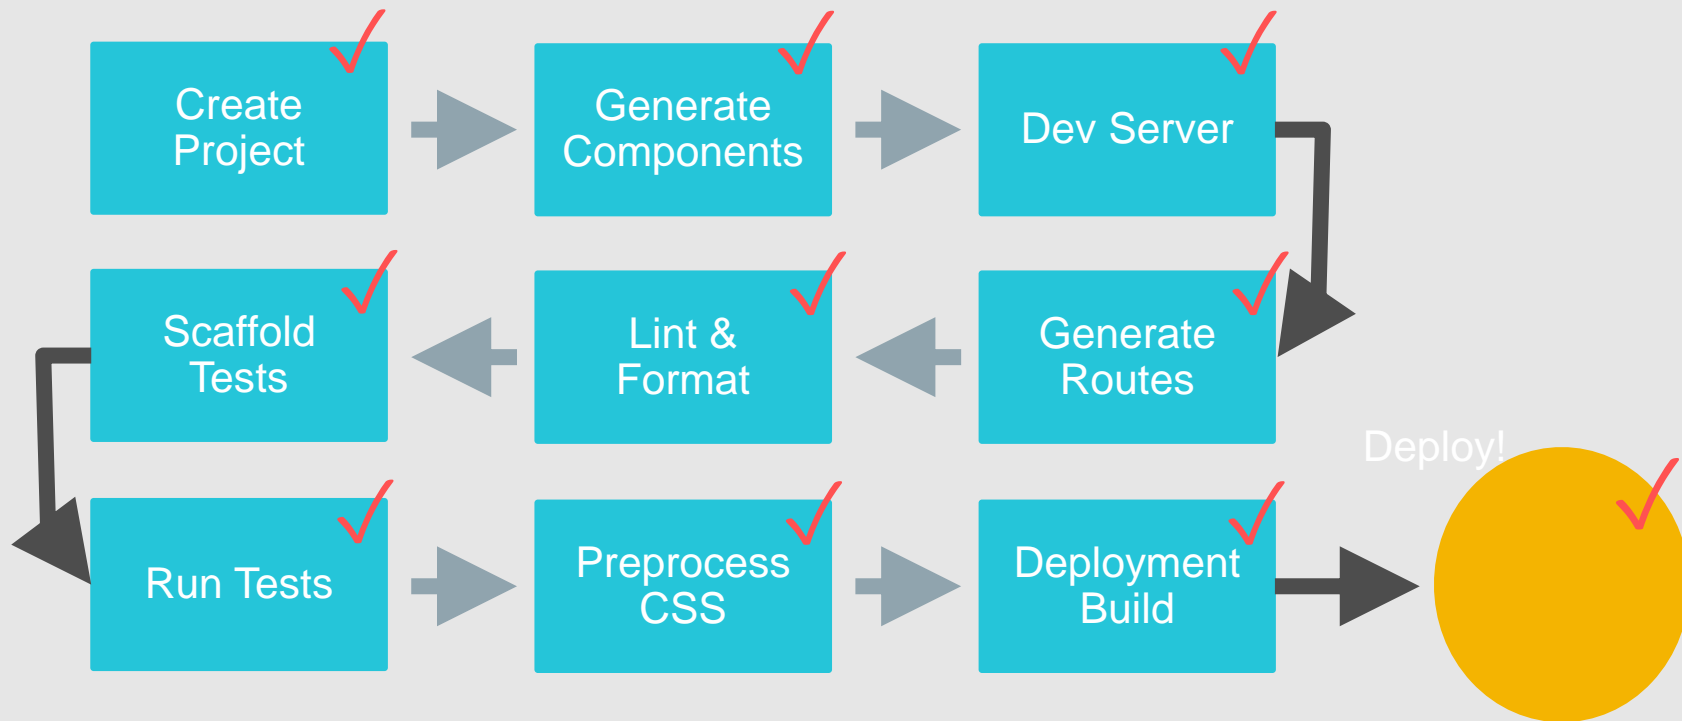 Create
Project
Generate
Components
Dev Server
Scaffold
Tests
Lint &
Format
Generate
Routes
Deploy!
Run Tests
Preprocess
CSS
Deployment
Build